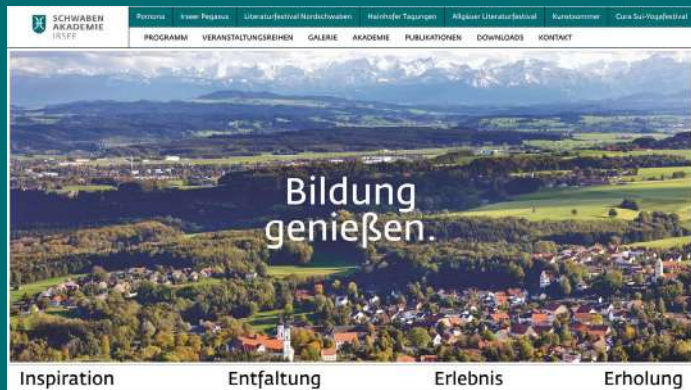 SCHWABEN
AKADEMIE
IRSEE
Pomona Irseer Pegasus Literaturfestival Nordschwaben Hainhofer Tagungen Allgäuer Literaturfestival Kunstsommer Cura Sui-Yogafestival
PROGRAMM VERANSTALTUNGSREIHEN GALERIE AKADEMIE PUBLIKATIONEN DOWNLOADS KONTAKT
Bildung
genießen.
Inspiration Entfaltung Erlebnis Erholung